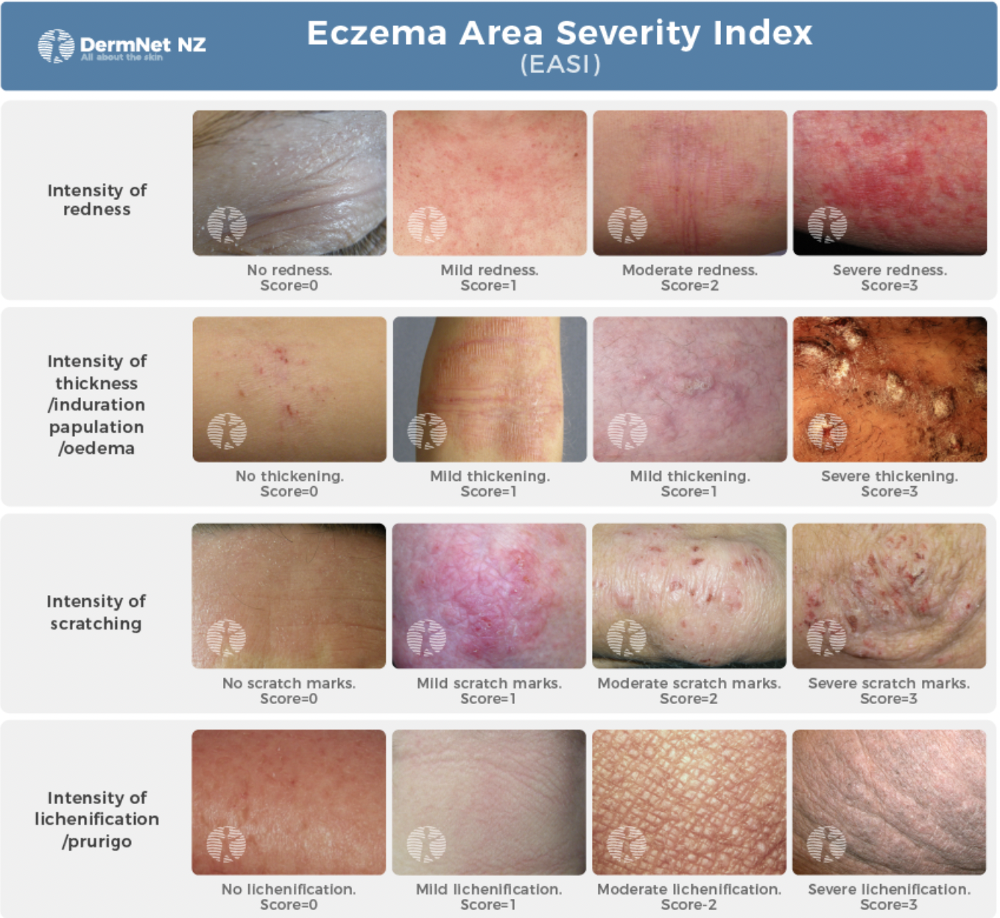 DermNet NZ
All about the skin
Eczema Area Severity Index
(EASI)
Intensity of
redness
No redness.
Score=0
Mild redness.
Score=1
Moderate redness.
Score=2
Severe redness.
Score=3
Intensity of
thickness
/induration
papulation
/oedema
No thickening.
Score=0
Mild thickening.
Score=1
Mild thickening.
Score=1
Severe thickening.
Score=3
Intensity of
scratching
No scratch marks.
Score=0
Mild scratch marks.
Score=1
Moderate scratch marks.
Score=2
Severe scratch marks.
Score=3
Intensity of
lichenification
/prurigo
No lichenification.
Score=0
Mild lichenification.
Score=1
Moderate lichenification.
Score-2
Severe lichenification.
Score=3